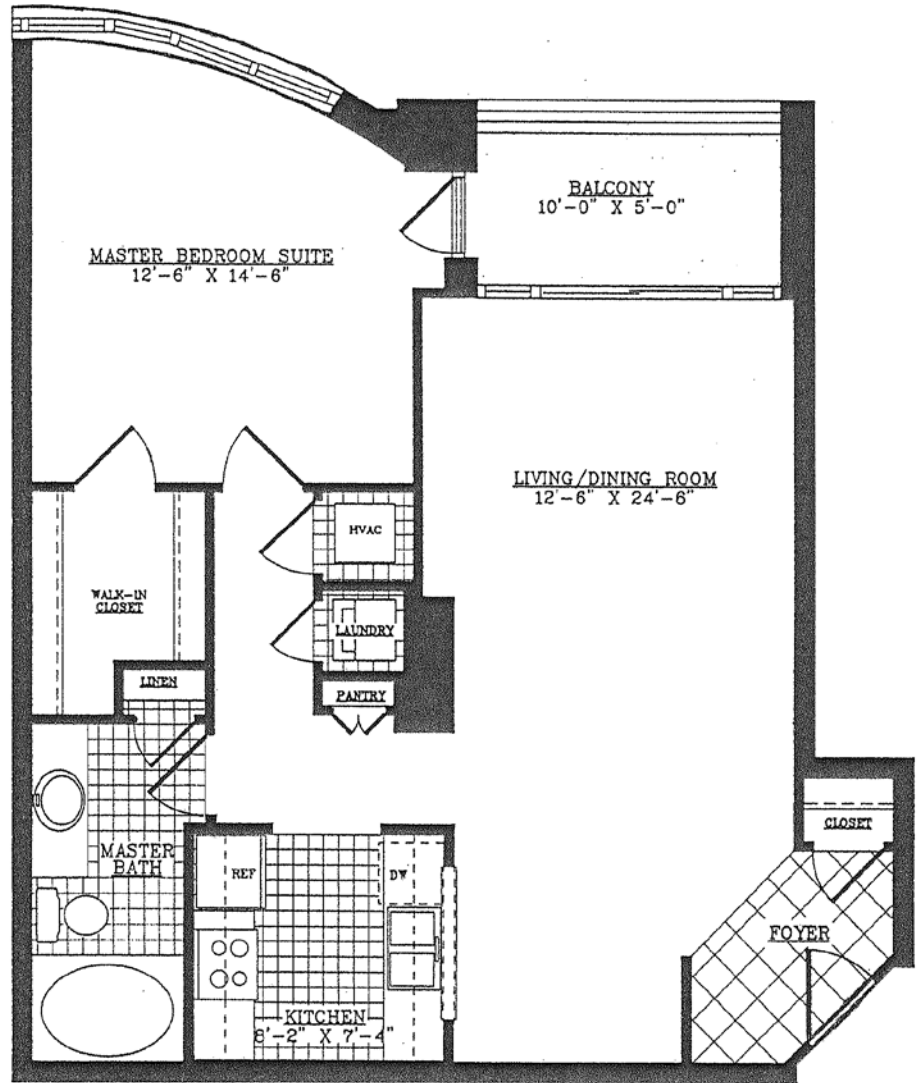 BALCONY
10'-0" X 5'-0"
MASTER BEDROOM SUITE
12'-6" X 14'-6"
LIVING/DINING ROOM
12'-6" X 24'-6"
HVAC
WALK-IN
CLOSET
LAUNDRY
LINEN
PANTRY
CLOSET
MASTER
BATH
REF
DW
FOYER
KITCHEN
8'-2" X 7'-4"